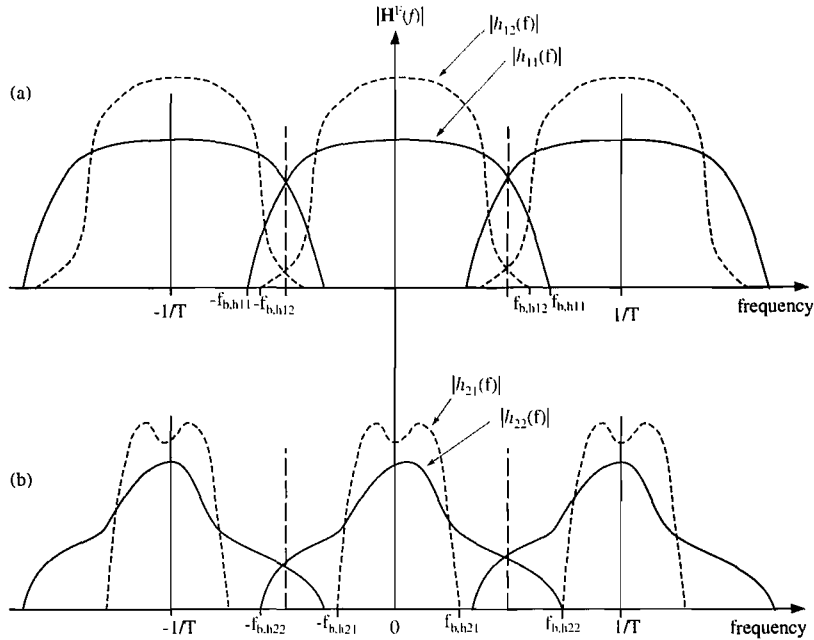 |H^F(f)|
|h₁₂(f)|
|h₁₁(f)|
(a)
-f_b,h11 -f_b,h12
f_b,h12 f_b,h11
-1/T
1/T
frequency
|h₂₁(f)|
|h₂₂(f)|
(b)
-1/T
-f_b,h22
-f_b,h21
0
f_b,h21
f_b,h22
1/T
frequency